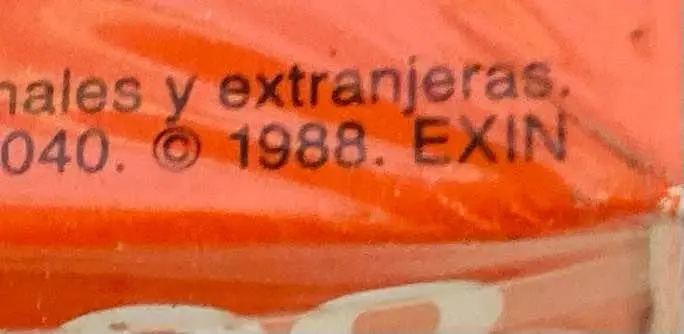 nales y extranjeras.
040. © 1988. EXIN